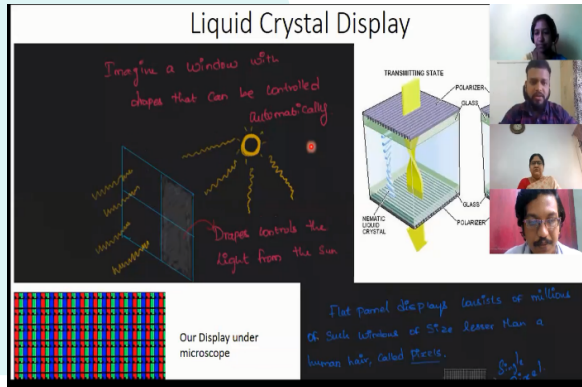 Liquid Crystal Display
Imagine a window with
drapes that can be controlled
automatically
Drapes controls the
light from the sun
TRANSMITTING STATE
POLARIZER
GLASS
GLASS
POLARIZER
NEMATIC
LIQUID
CRYSTAL
Our Display under
microscope
Flat pannel displays consists of millions
of such windows of size lesser than a
human hair, called pixels.
Single